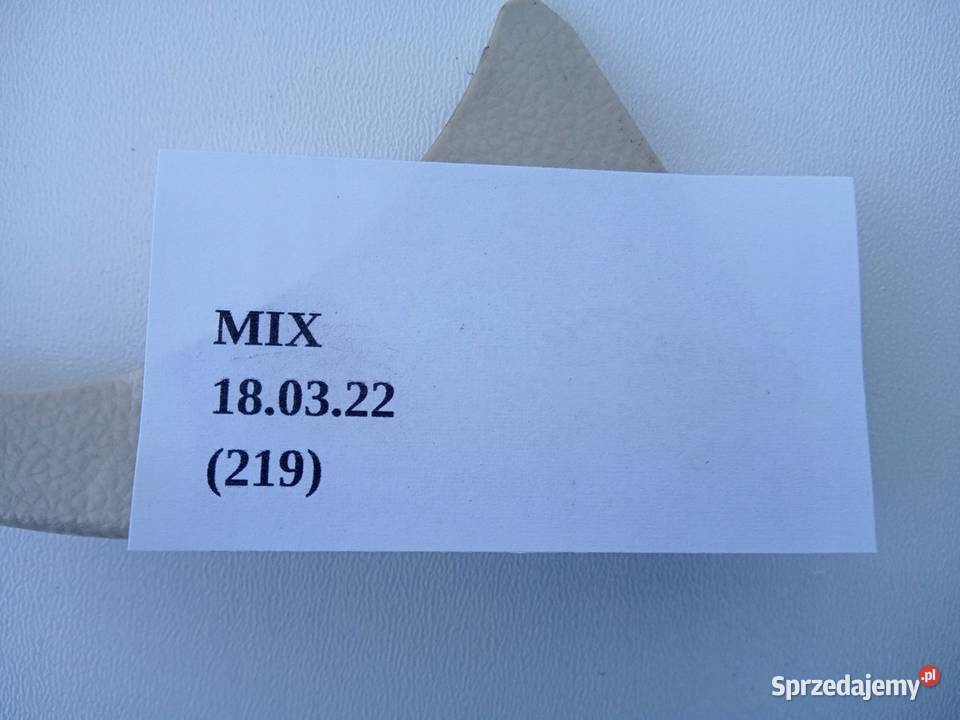 MIX
18.03.22
(219)
Sprzedajemy.pl